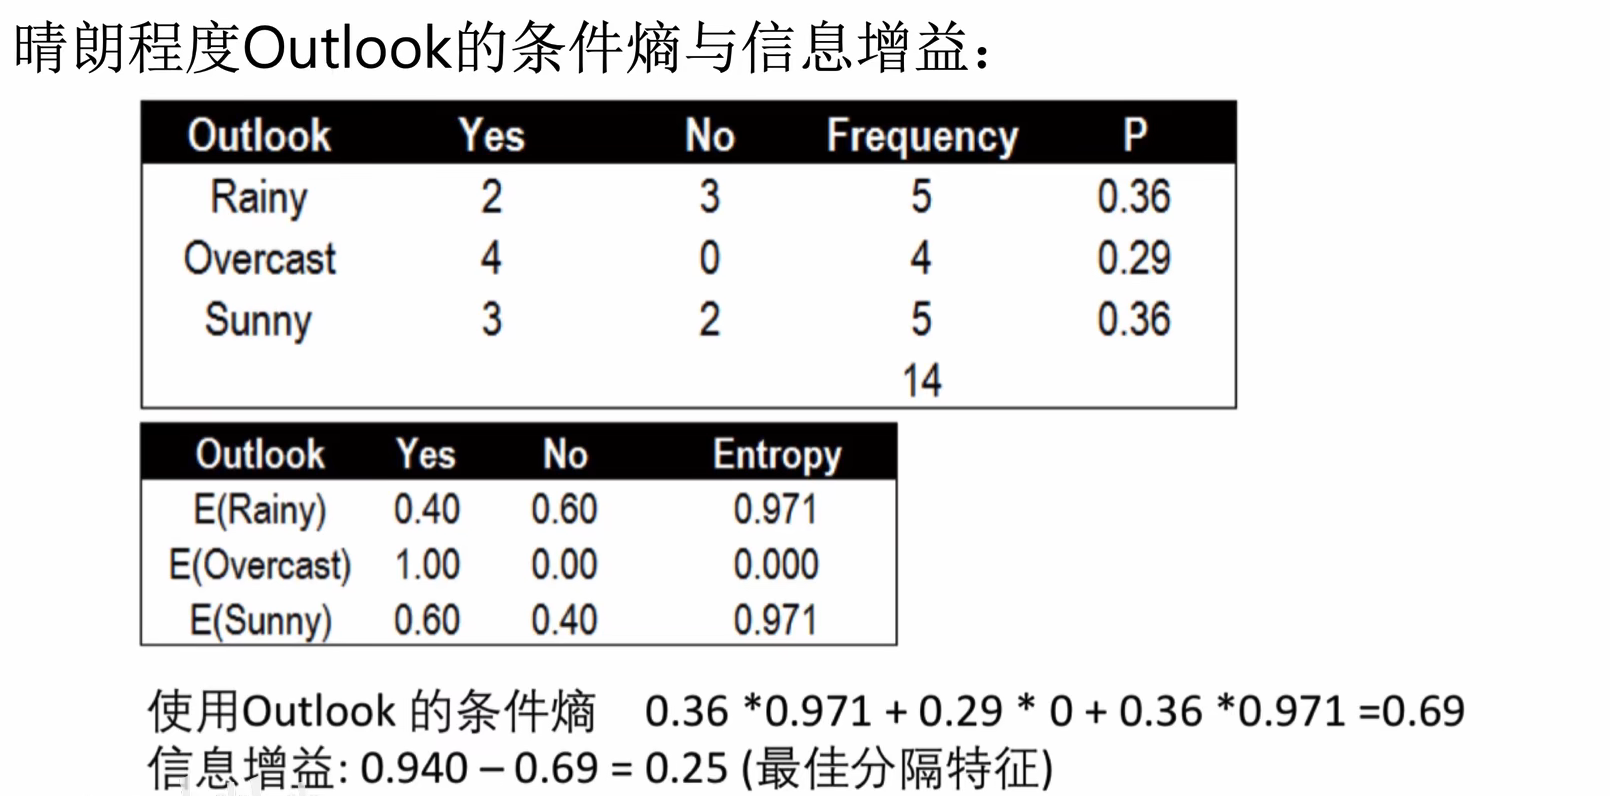 晴朗程度Outlook的条件熵与信息增益：
Outlook Yes No Frequency P
Rainy 2 3 5 0.36
Overcast 4 0 4 0.29
Sunny 3 2 5 0.36
14
Outlook Yes No Entropy
E(Rainy) 0.40 0.60 0.971
E(Overcast) 1.00 0.00 0.000
E(Sunny) 0.60 0.40 0.971
使用Outlook 的条件熵 0.36 *0.971 + 0.29 * 0 + 0.36 *0.971 =0.69
信息增益: 0.940 – 0.69 = 0.25 (最佳分隔特征)